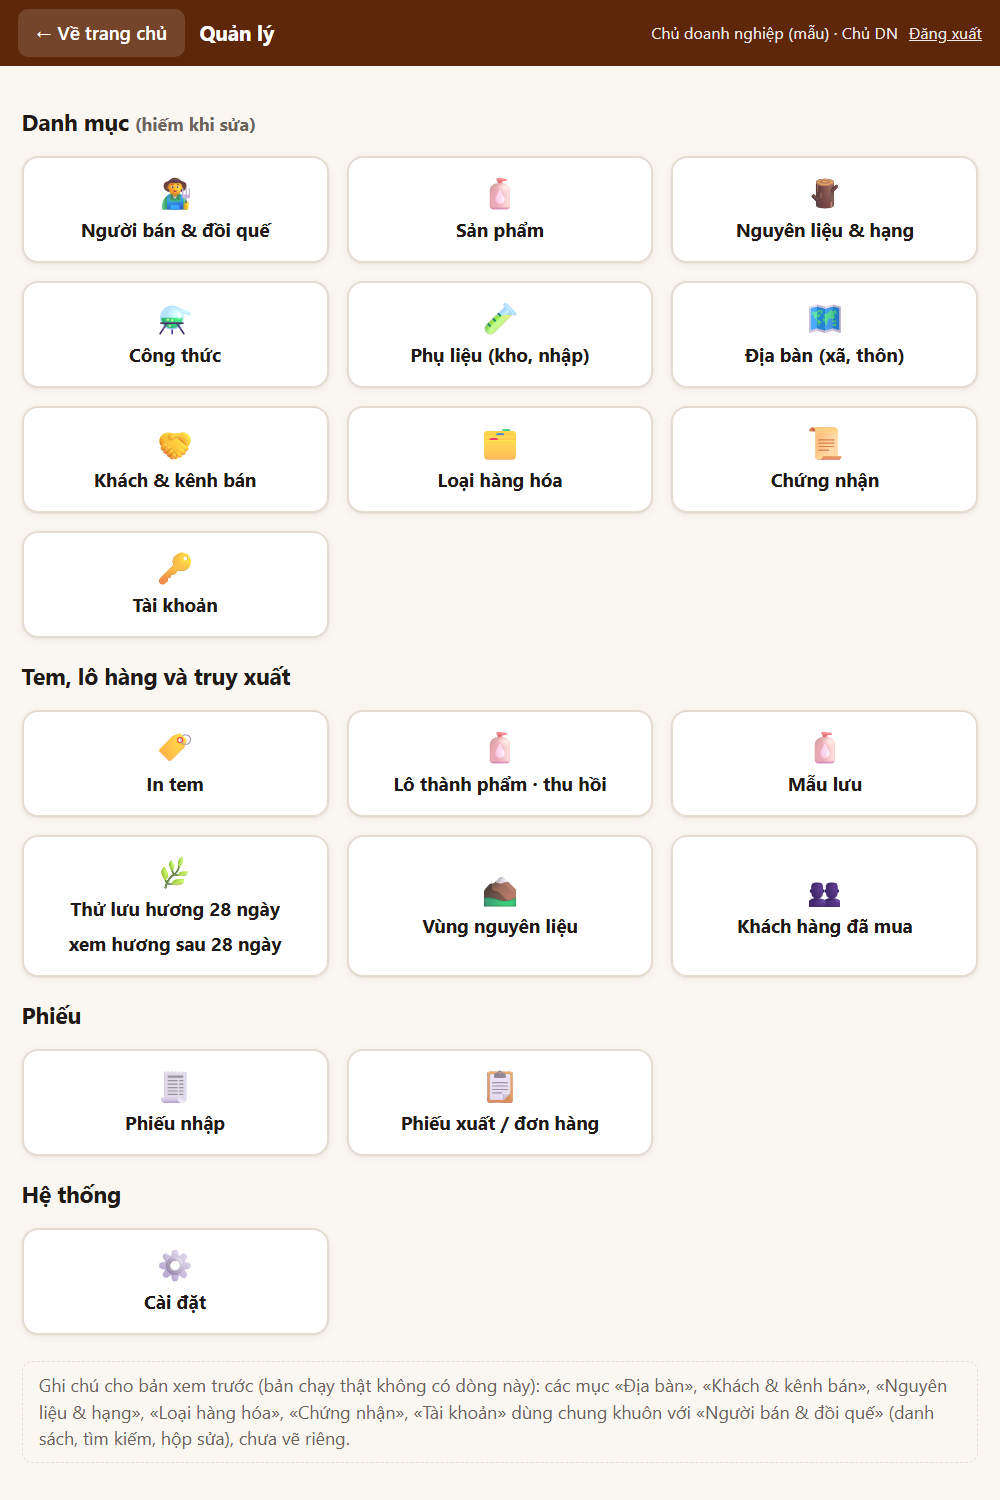 ← Về trang chủ
Quản lý
Chủ doanh nghiệp (mẫu) · Chủ DN Đăng xuất
Danh mục (hiếm khi sửa)
Người bán & đồi quế
Sản phẩm
Nguyên liệu & hạng
Công thức
Phụ liệu (kho, nhập)
Địa bàn (xã, thôn)
Khách & kênh bán
Loại hàng hóa
Chứng nhận
Tài khoản
Tem, lô hàng và truy xuất
In tem
Lô thành phẩm · thu hồi
Mẫu lưu
Thử lưu hương 28 ngày
xem hương sau 28 ngày
Vùng nguyên liệu
Khách hàng đã mua
Phiếu
Phiếu nhập
Phiếu xuất / đơn hàng
Hệ thống
Cài đặt
Ghi chú cho bản xem trước (bản chạy thật không có dòng này): các mục «Địa bàn», «Khách & kênh bán», «Nguyên
liệu & hạng», «Loại hàng hóa», «Chứng nhận», «Tài khoản» dùng chung khuôn với «Người bán & đồi quế» (danh
sách, tìm kiếm, hộp sửa), chưa vẽ riêng.